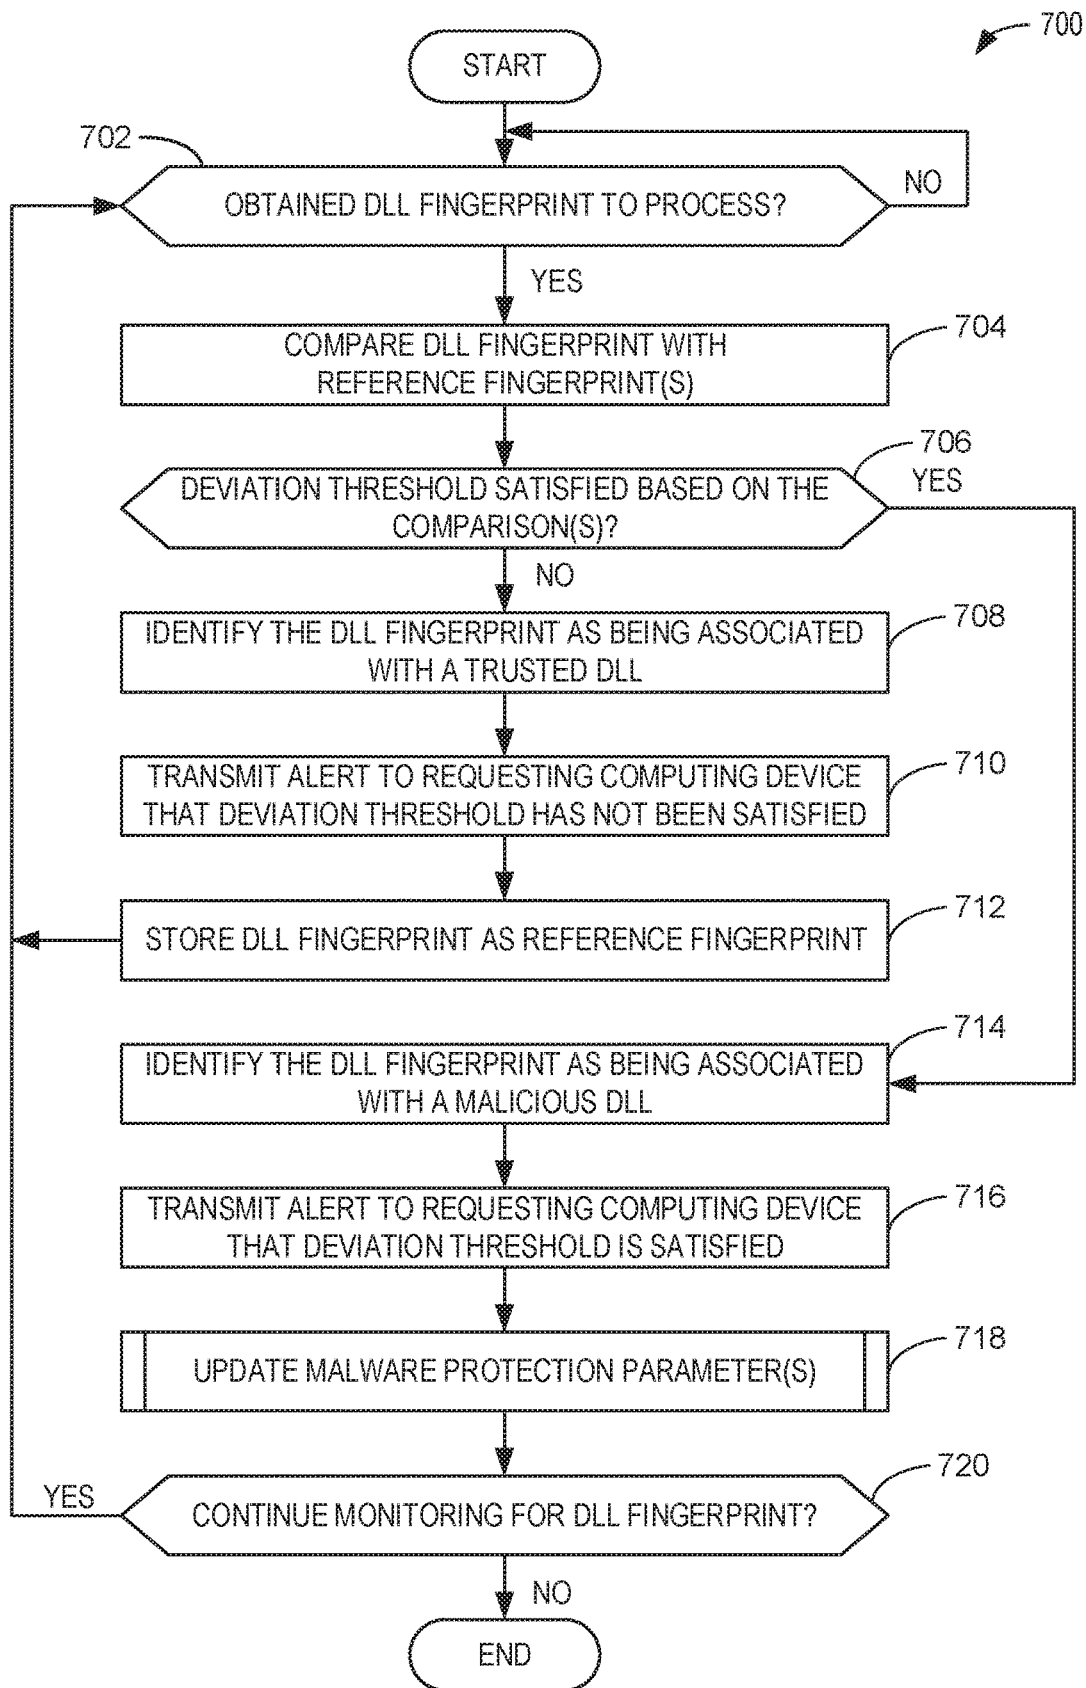 700
START
702
OBTAINED DLL FINGERPRINT TO PROCESS?
NO
YES
COMPARE DLL FINGERPRINT WITH
REFERENCE FINGERPRINT(S)
704
706
DEVIATION THRESHOLD SATISFIED BASED ON THE
COMPARISON(S)?
YES
NO
IDENTIFY THE DLL FINGERPRINT AS BEING ASSOCIATED
WITH A TRUSTED DLL
708
TRANSMIT ALERT TO REQUESTING COMPUTING DEVICE
THAT DEVIATION THRESHOLD HAS NOT BEEN SATISFIED
710
STORE DLL FINGERPRINT AS REFERENCE FINGERPRINT
712
IDENTIFY THE DLL FINGERPRINT AS BEING ASSOCIATED
WITH A MALICIOUS DLL
714
TRANSMIT ALERT TO REQUESTING COMPUTING DEVICE
THAT DEVIATION THRESHOLD IS SATISFIED
716
UPDATE MALWARE PROTECTION PARAMETER(S)
718
720
YES
CONTINUE MONITORING FOR DLL FINGERPRINT?
NO
END